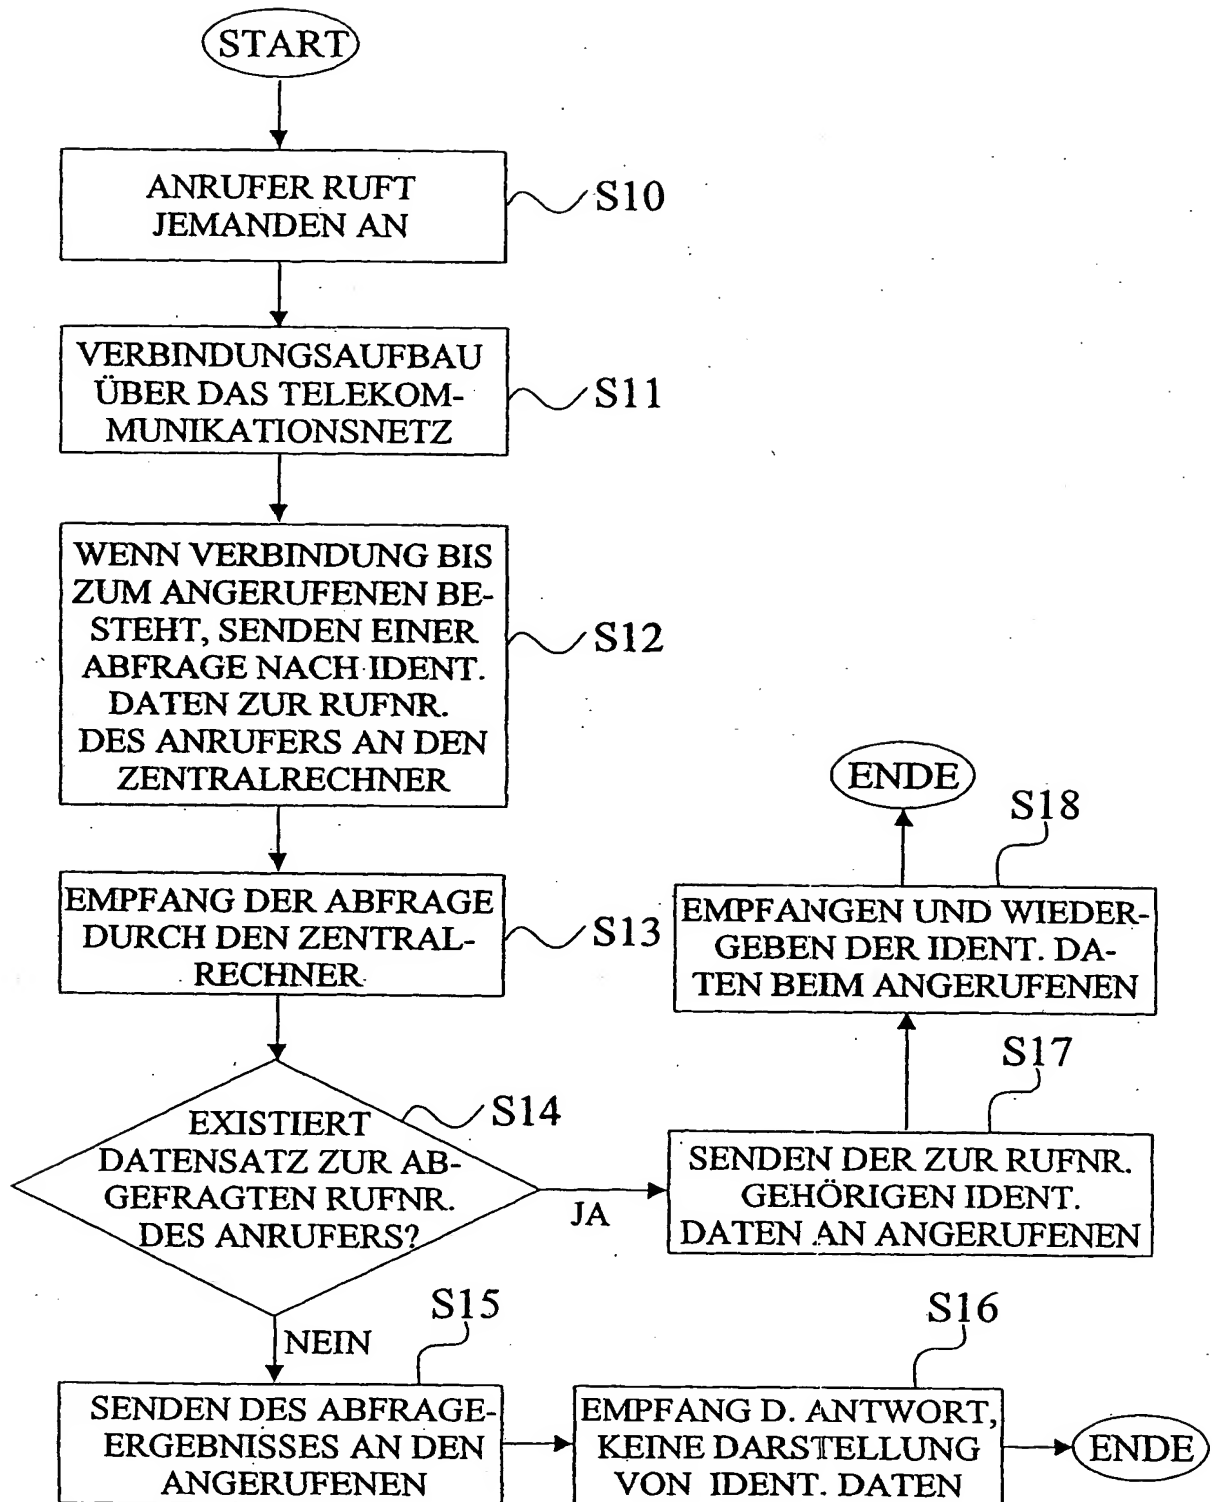 START
ANRUFER RUFT
JEMANDEN AN
S10
VERBINDUNGSAUFBAU
ÜBER DAS TELEKOM-
MUNIKATIONSNETZ
S11
WENN VERBINDUNG BIS
ZUM ANGERUFENEN BE-
STEHT, SENDEN EINER
ABFRAGE NACH IDENT.
DATEN ZUR RUFNR.
DES ANRUFERS AN DEN
ZENTRALRECHNER
S12
EMPFANG DER ABFRAGE
DURCH DEN ZENTRAL-
RECHNER
S13
EXISTIERT
DATENSATZ ZUR AB-
GEFRAGTEN RUFNR.
DES ANRUFERS?
S14
JA
SENDEN DER ZUR RUFNR.
GEHÖRIGEN IDENT.
DATEN AN ANGERUFENEN
S17
EMPFANGEN UND WIEDER-
GEBEN DER IDENT. DA-
TEN BEIM ANGERUFENEN
S18
ENDE
NEIN
SENDEN DES ABFRAGE-
ERGEBNISSES AN DEN
ANGERUFENEN
S15
EMPFANG D. ANTWORT,
KEINE DARSTELLUNG
VON IDENT. DATEN
S16
ENDE